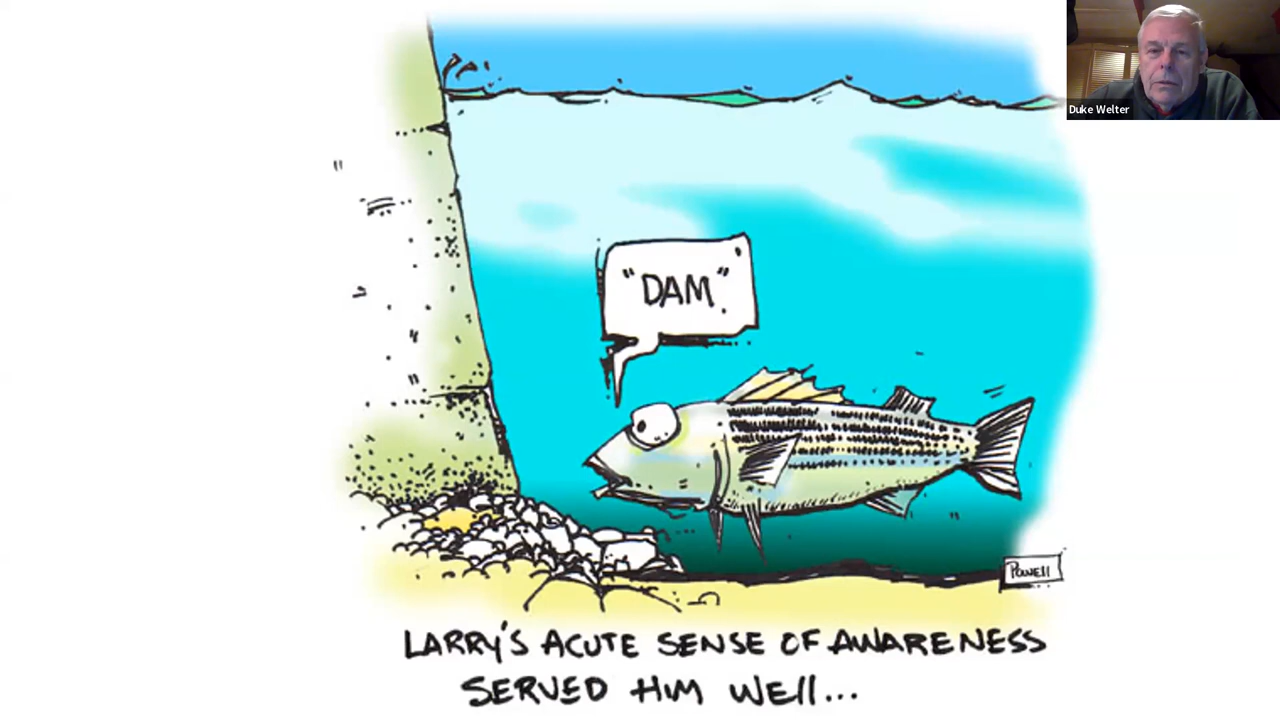 Duke Welter
"DAM".
POWEll
LARRY'S ACUTE SENSE OF AWARENESS
SERVED HIM WEll...